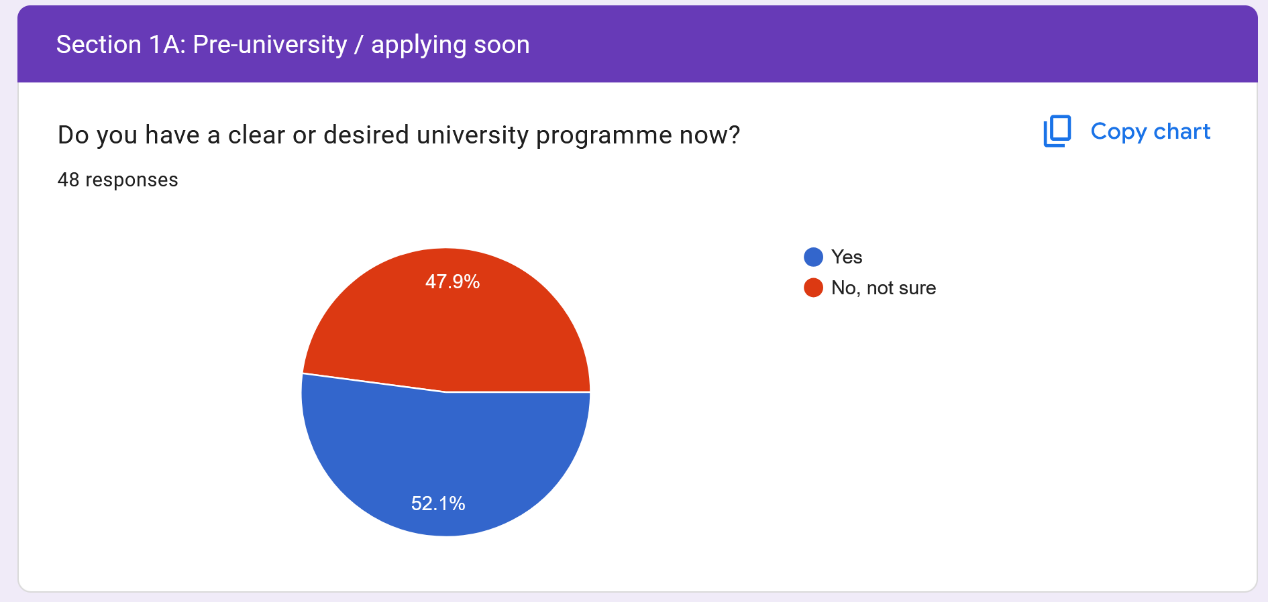 Section 1A: Pre-university / applying soon
Do you have a clear or desired university programme now?
Copy chart
48 responses
Yes
No, not sure
47.9%
52.1%